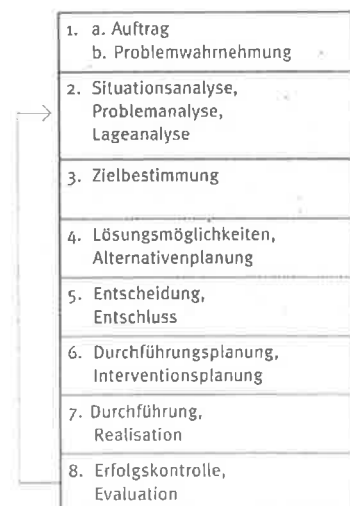 1. a. Auftrag
b. Problemwahrnehmung
2. Situationsanalyse,
Problemanalyse,
Lageanalyse
3. Zielbestimmung
4. Lösungsmöglichkeiten,
Alternativenplanung
5. Entscheidung,
Entschluss
6. Durchführungsplanung,
Interventionsplanung
7. Durchführung,
Realisation
8. Erfolgskontrolle,
Evaluation